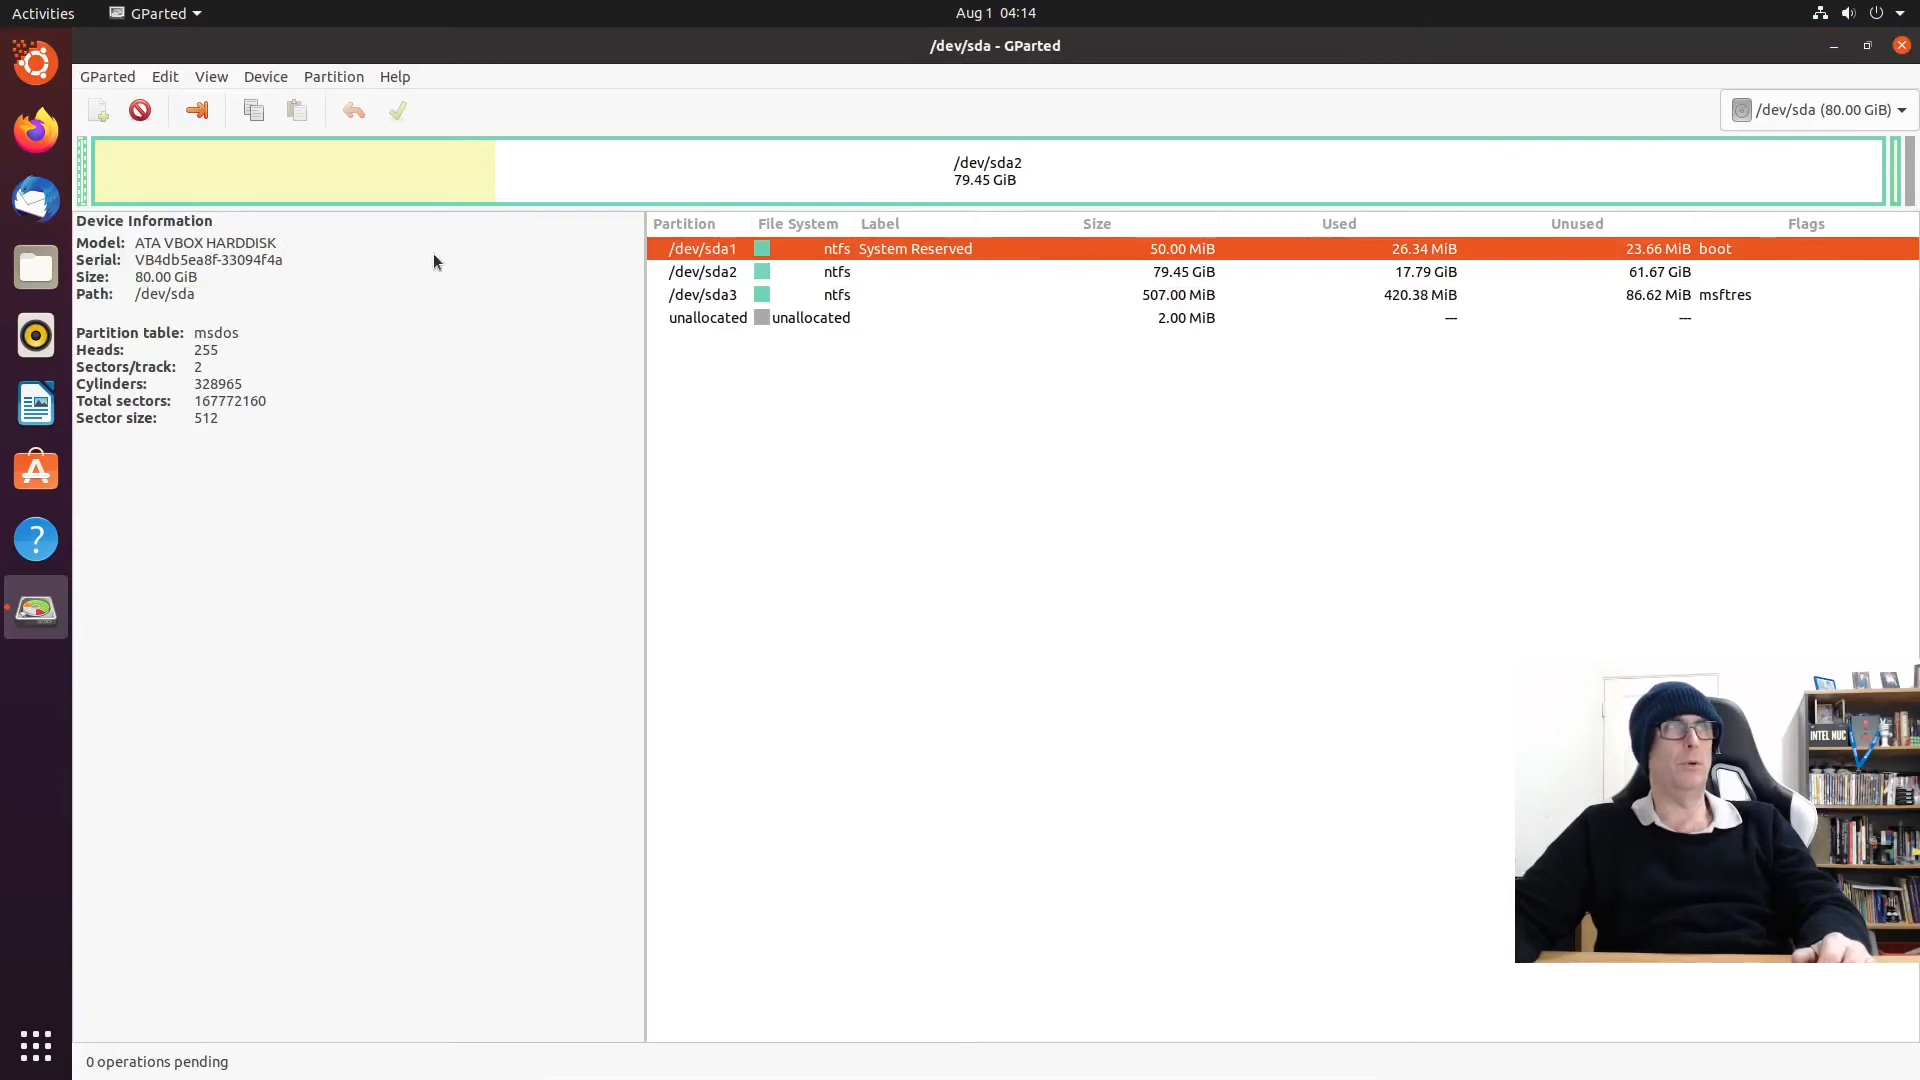 Activities GParted Aug 1 04:14
/dev/sda - GParted
GParted Edit View Device Partition Help
/dev/sda (80.00 GiB)
/dev/sda2
79.45 GiB
Device Information
Model: ATA VBOX HARDDISK
Serial: VB4db5ea8f-33094f4a
Size: 80.00 GiB
Path: /dev/sda
Partition table: msdos
Heads: 255
Sectors/track: 2
Cylinders: 328965
Total sectors: 167772160
Sector size: 512
Partition File System Label Size Used Unused Flags
/dev/sda1 ntfs System Reserved 50.00 MiB 26.34 MiB 23.66 MiB boot
/dev/sda2 ntfs 79.45 GiB 17.79 GiB 61.67 GiB
/dev/sda3 ntfs 507.00 MiB 420.38 MiB 86.62 MiB msftres
unallocated unallocated 2.00 MiB --- ---
INTEL NUC
0 operations pending